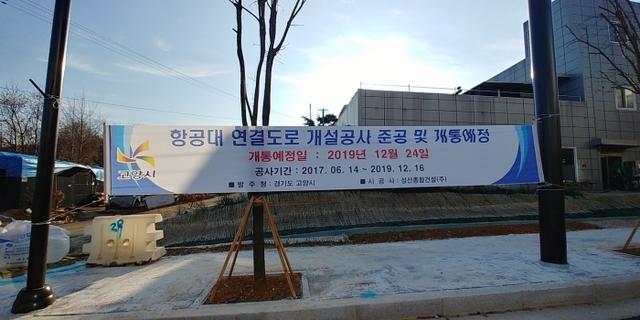 항공대 연결도로 개설공사 준공 및 개통예정
개통예정일 : 2019년 12월 24일
고양시
공사기간 : 2017. 06. 14 ~ 2019. 12. 16
■ 발 주 청 : 경기도 고양시 ■ 시 공 사 : 성산종합건설(주)
29